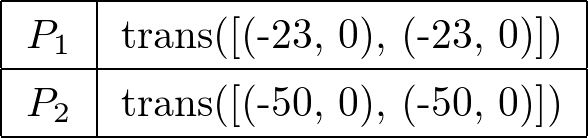 P₁ trans([(-23, 0), (-23, 0)])
P₂ trans([(-50, 0), (-50, 0)])